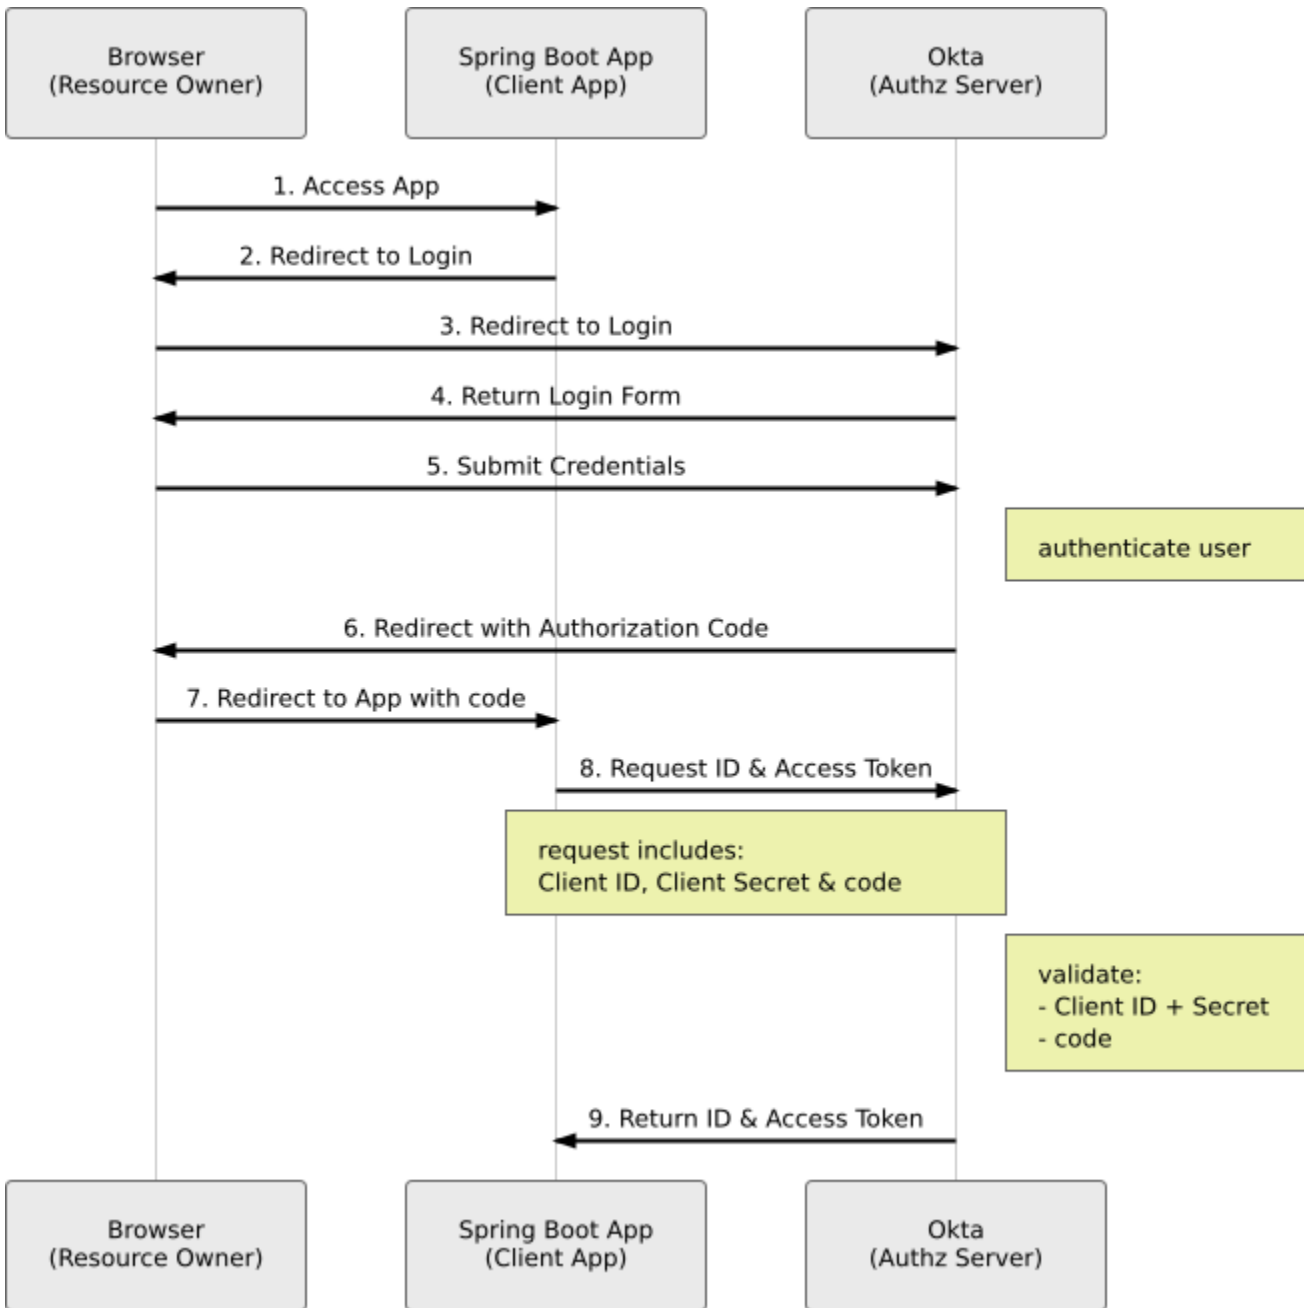 Browser
(Resource Owner)
Spring Boot App
(Client App)
Okta
(Authz Server)
1. Access App
2. Redirect to Login
3. Redirect to Login
4. Return Login Form
5. Submit Credentials
authenticate user
6. Redirect with Authorization Code
7. Redirect to App with code
8. Request ID & Access Token
request includes:
Client ID, Client Secret & code
validate:
- Client ID + Secret
- code
9. Return ID & Access Token
Browser
(Resource Owner)
Spring Boot App
(Client App)
Okta
(Authz Server)